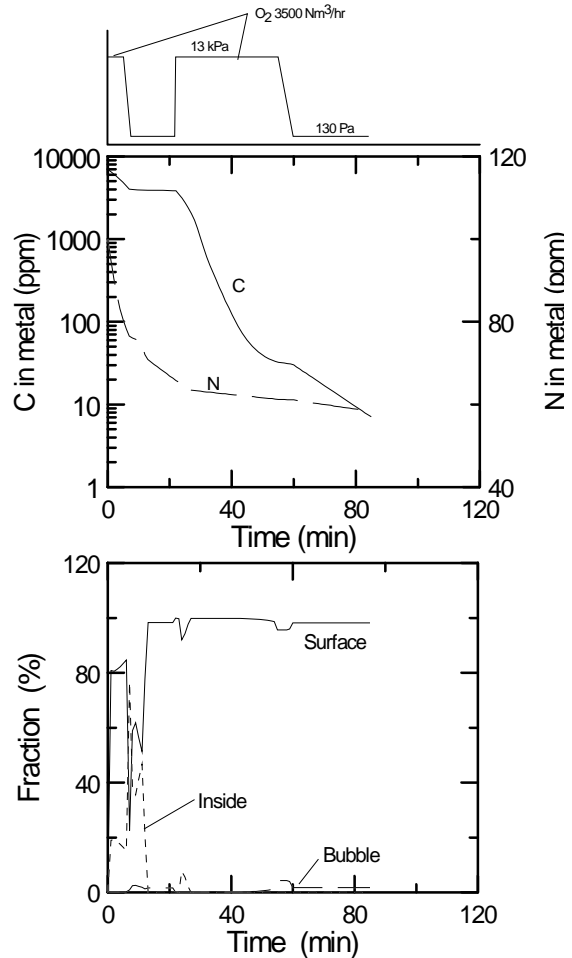 O2 3500 Nm3/hr
13 kPa
130 Pa
10000
1000
100
10
1
C in metal (ppm)
120
80
40
N in metal (ppm)
C
N
0
40
80
120
Time (min)
120
80
40
0
Fraction (%)
Surface
Inside
Bubble
0
40
80
120
Time (min)